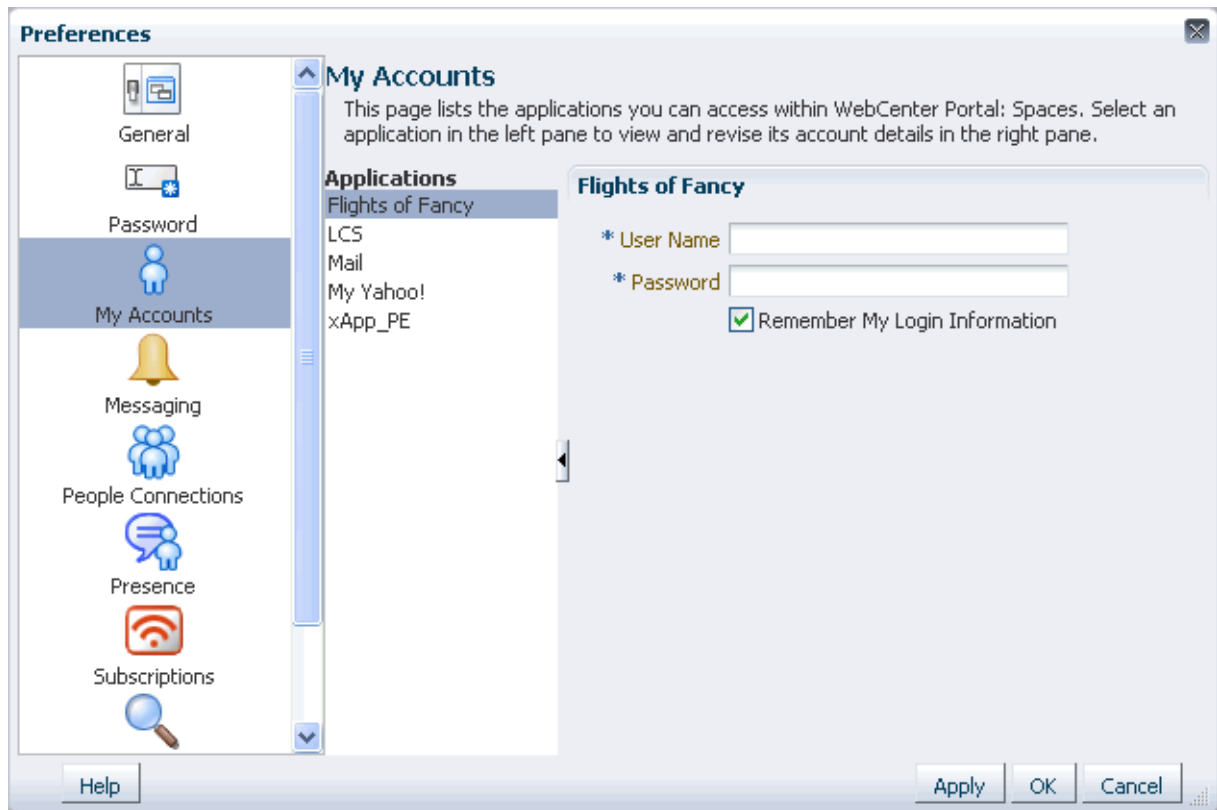 Preferences
General
Password
My Accounts
Messaging
People Connections
Presence
Subscriptions
My Accounts
This page lists the applications you can access within WebCenter Portal: Spaces. Select an
application in the left pane to view and revise its account details in the right pane.
Applications
Flights of Fancy
LCS
Mail
My Yahoo!
xApp_PE
Flights of Fancy
* User Name
* Password
Remember My Login Information
Help
Apply
OK
Cancel